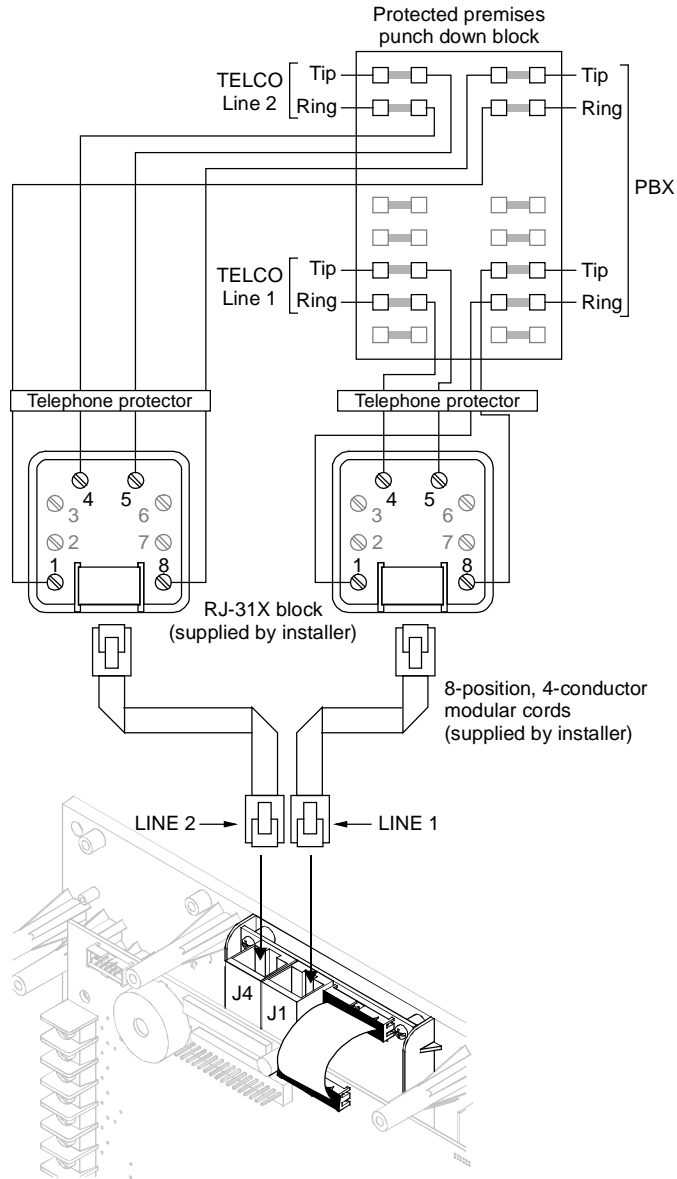 Protected premises
punch down block
TELCO
Line 2
Tip
Ring
Tip
Ring
PBX
TELCO
Line 1
Tip
Ring
Tip
Ring
Telephone protector
Telephone protector
4 5
3 6
2 7
1 8
4 5
3 6
2 7
1 8
RJ-31X block
(supplied by installer)
8-position, 4-conductor
modular cords
(supplied by installer)
LINE 2
LINE 1
J4
J1